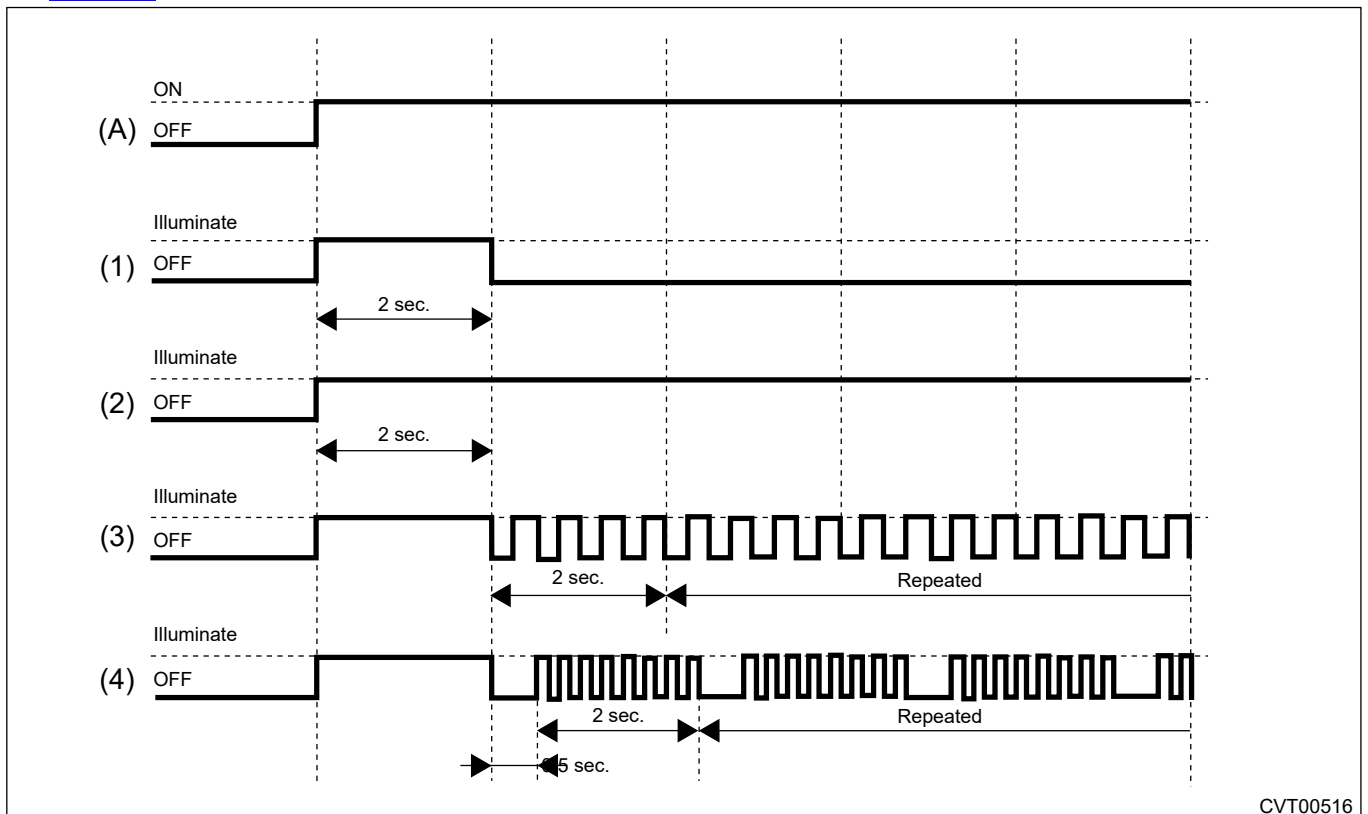 ON
(A) OFF
Illuminate
(1) OFF
2 sec.
Illuminate
(2) OFF
2 sec.
Illuminate
(3) OFF
2 sec. Repeated
Illuminate
(4) OFF
2 sec. Repeated
0.5 sec.
CVT00516